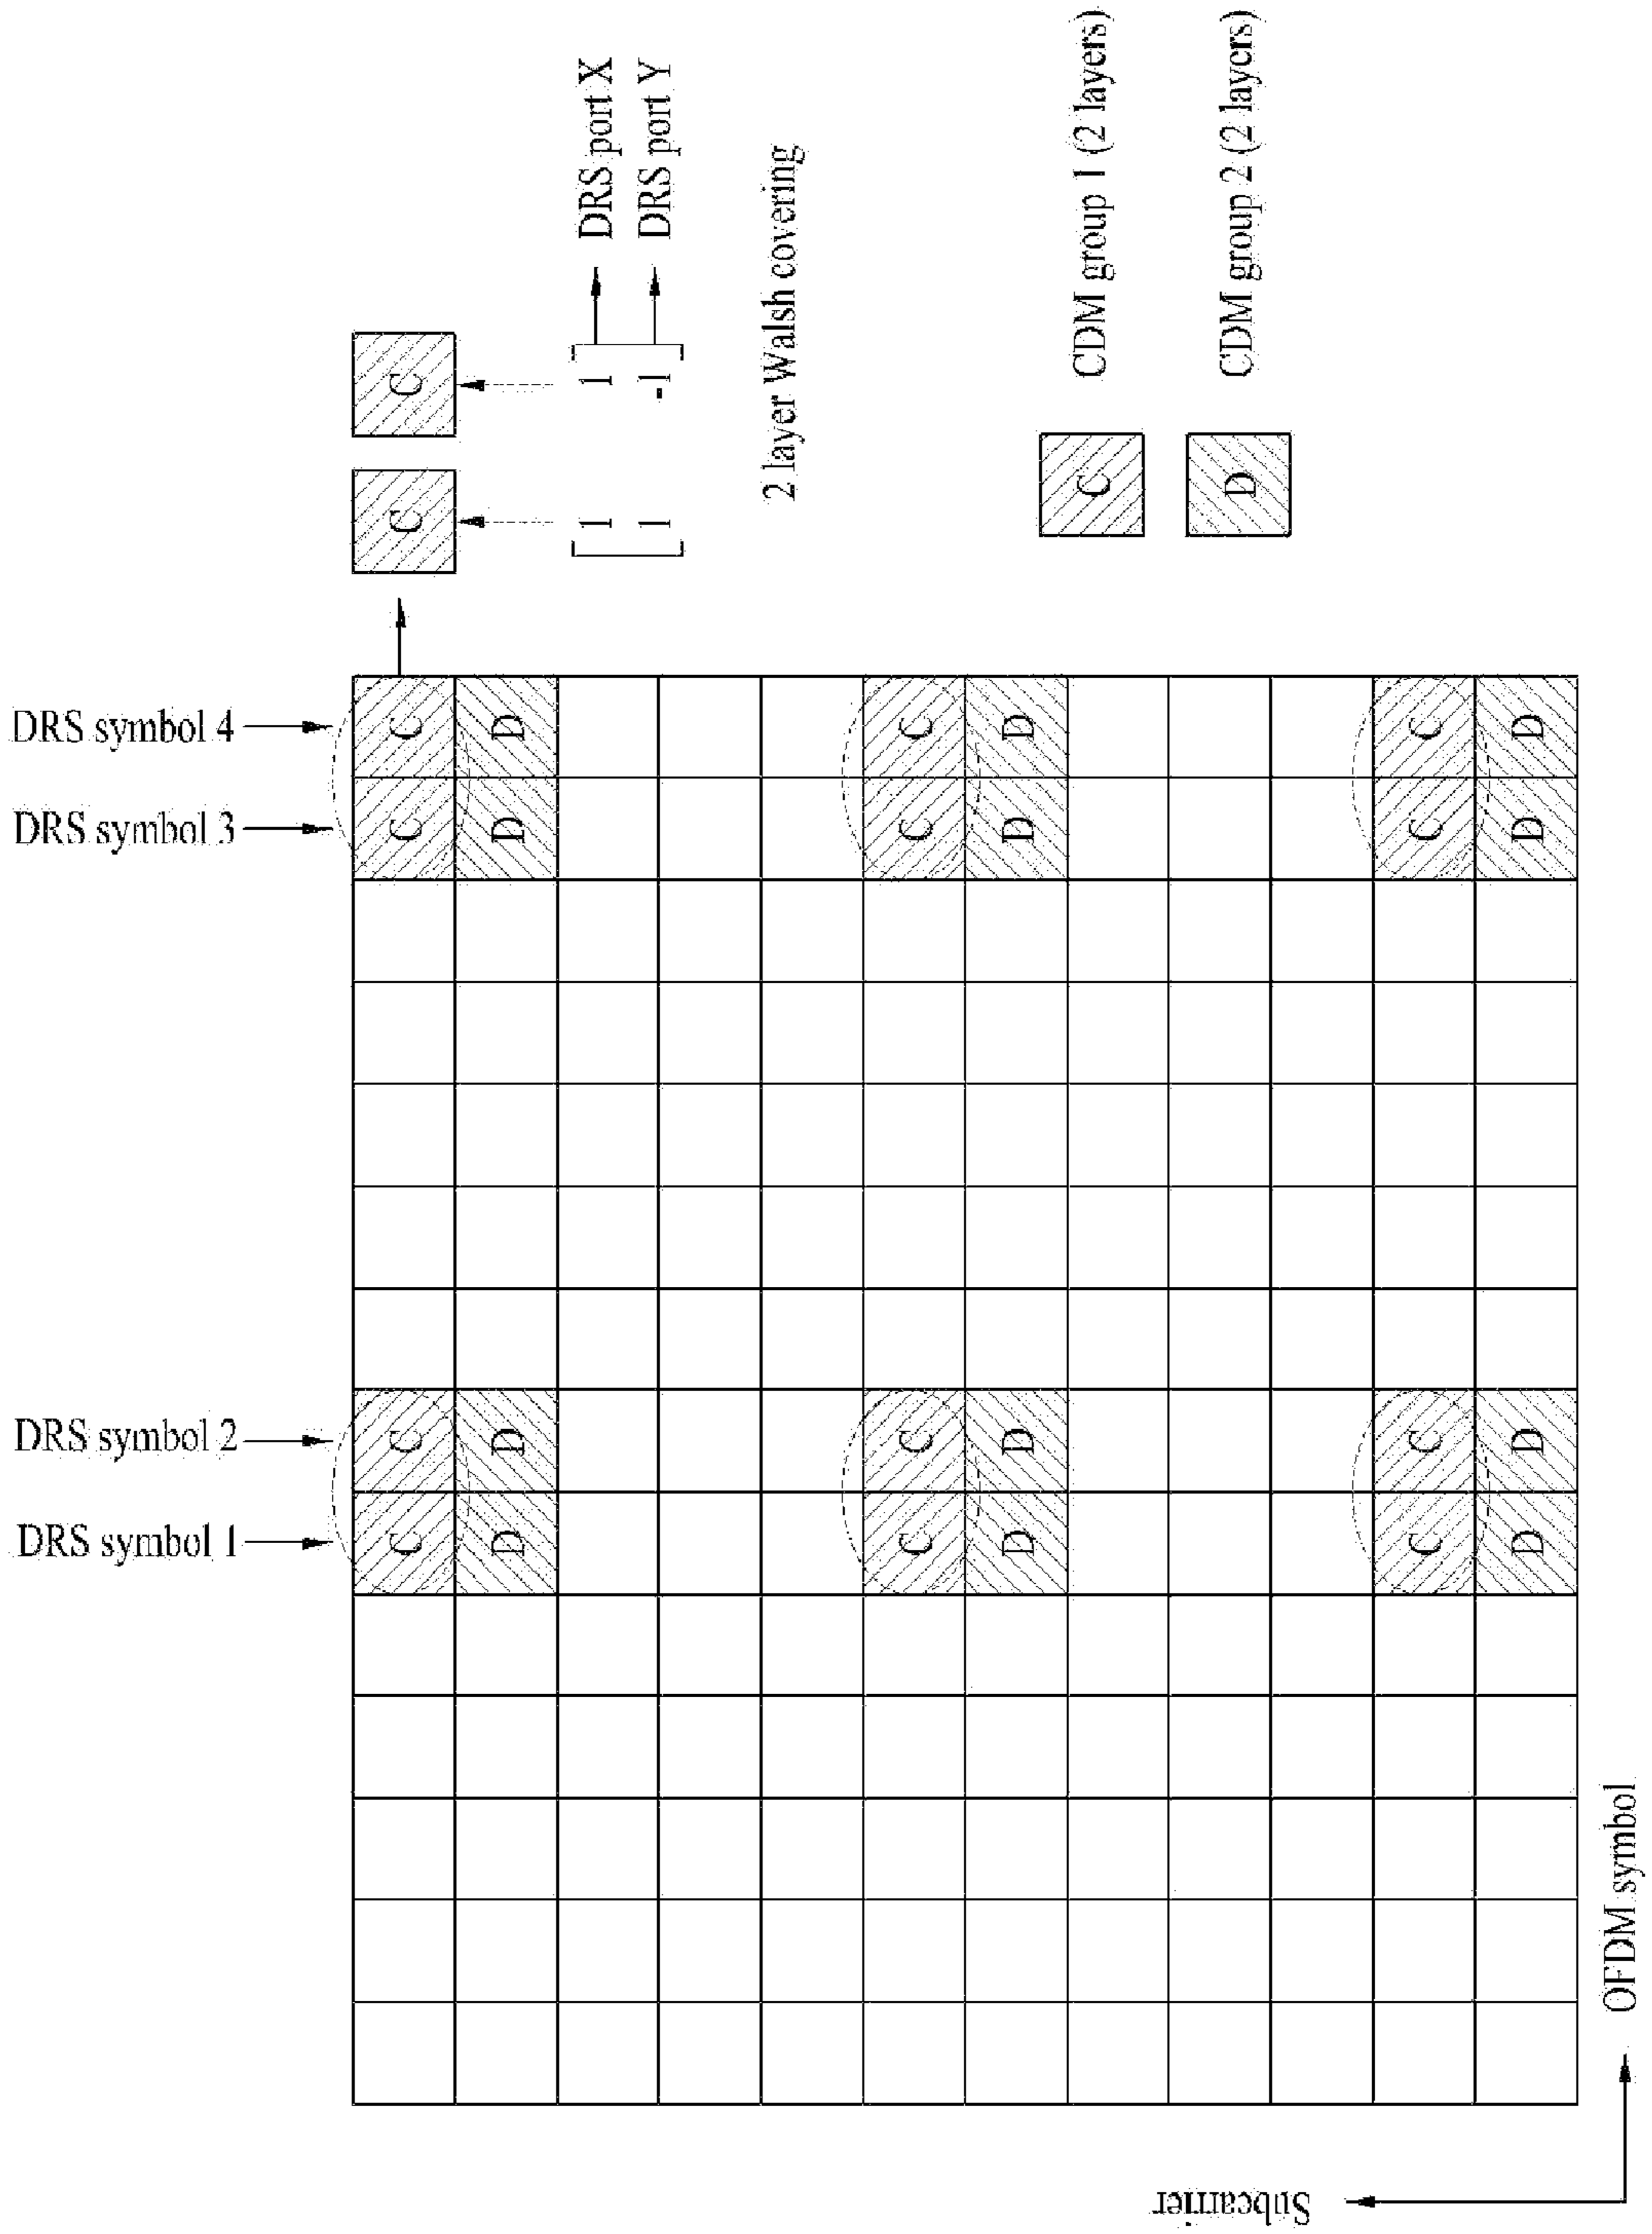 DRS symbol 1
DRS symbol 2
DRS symbol 3
DRS symbol 4
C C C C
D D D D
C C C C
D D D D
C C C C
D D D D
C C
1 1 DRS port X
1 -1 DRS port Y
2 layer Walsh covering
C CDM group 1 (2 layers)
D CDM group 2 (2 layers)
Subcarrier
OFDM symbol